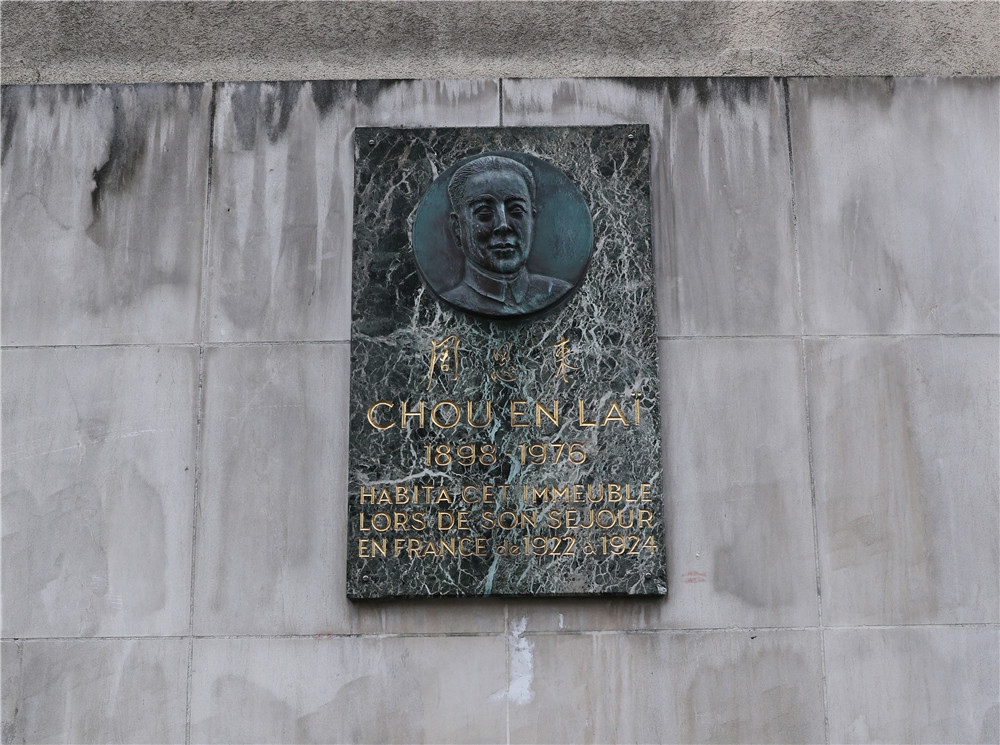 周恩来
CHOU EN LAÏ
1898 1976
HABITA CET IMMEUBLE
LORS DE SON SEJOUR
EN FRANCE de 1922 à 1924